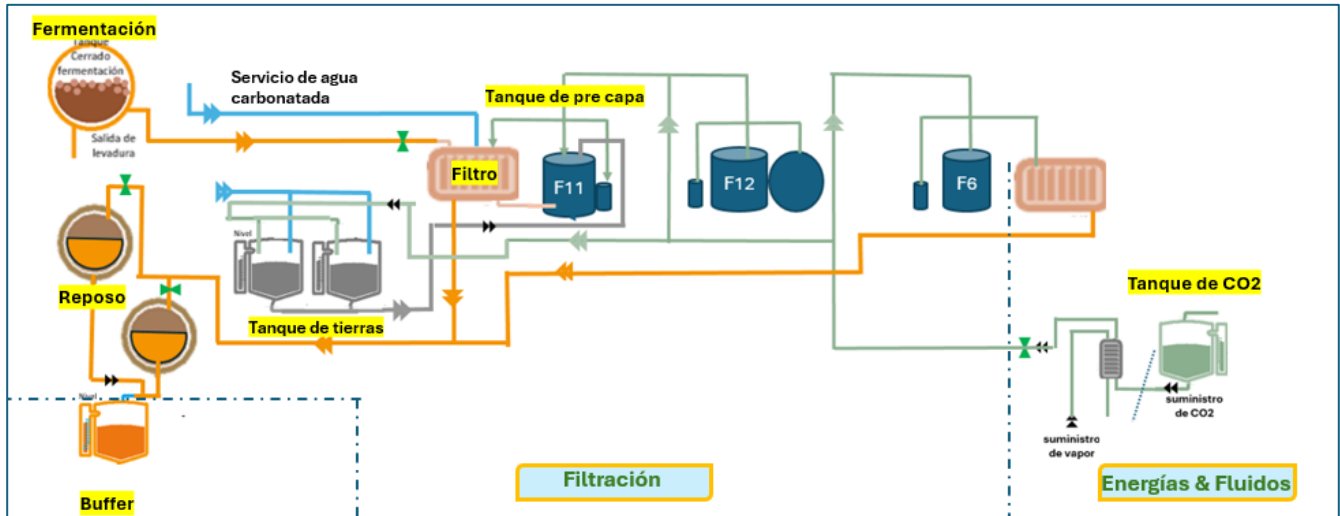 Fermentación
Tanque
Cerrado
fermentación
Salida de
levadura
Servicio de agua
carbonatada
Tanque de pre capa
Filtro
F11
F12
F6
Nivel
Reposo
Tanque de tierras
Tanque de CO2
suministro
de CO2
suministro
de vapor
Nivel
Buffer
Filtración
Energías & Fluidos